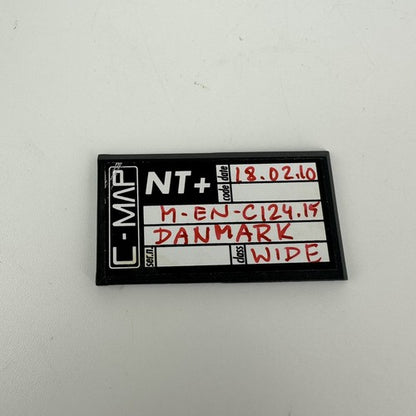 C-MAP
NT+
date 18.02.10
code
M-EN-C124.15
DANMARK
ser.n.
class WIDE